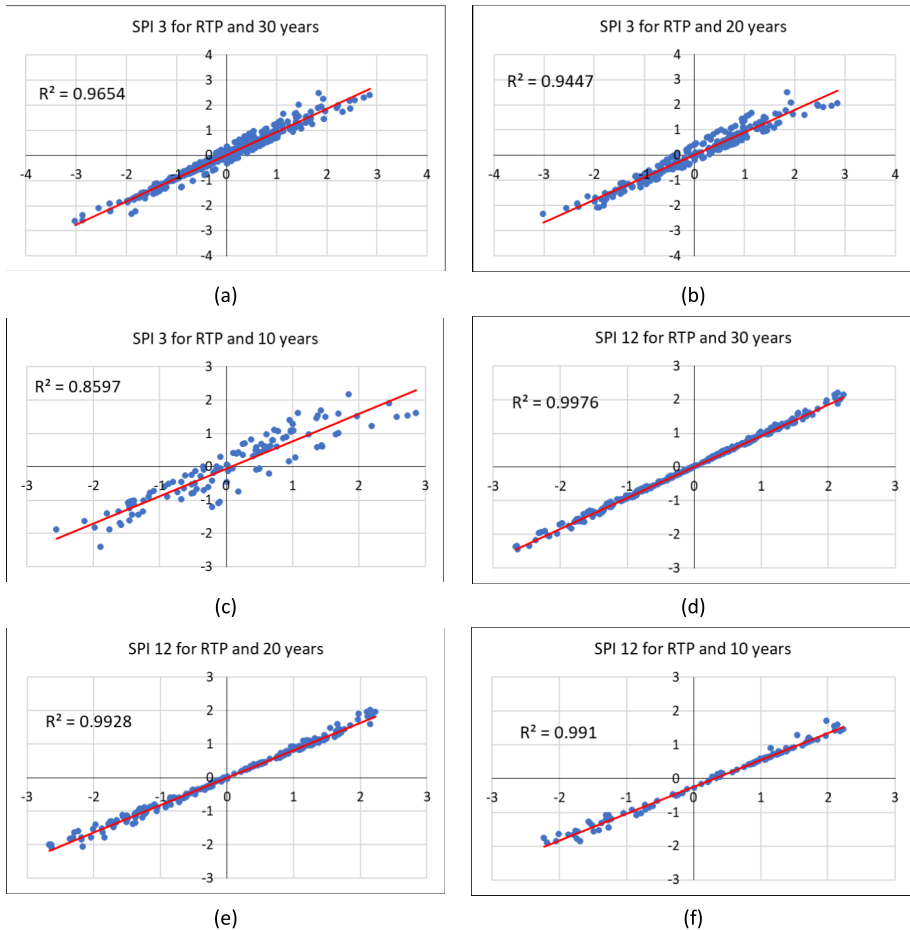 SPI 3 for RTP and 30 years
R² = 0.9654
4
3
2
1
0
-1
-2
-3
-4
-4 -3 -2 -1 0 1 2 3 4
(a)
SPI 3 for RTP and 20 years
R² = 0.9447
4
3
2
1
0
-1
-2
-3
-4
-4 -3 -2 -1 0 1 2 3 4
(b)
SPI 3 for RTP and 10 years
R² = 0.8597
3
2
1
0
-1
-2
-3
-3 -2 -1 0 1 2 3
(c)
SPI 12 for RTP and 30 years
R² = 0.9976
3
2
1
0
-1
-2
-3
-3 -2 -1 0 1 2 3
(d)
SPI 12 for RTP and 20 years
R² = 0.9928
3
2
1
0
-1
-2
-3
-3 -2 -1 0 1 2 3
(e)
SPI 12 for RTP and 10 years
R² = 0.991
3
2
1
0
-1
-2
-3
-3 -2 -1 0 1 2 3
(f)